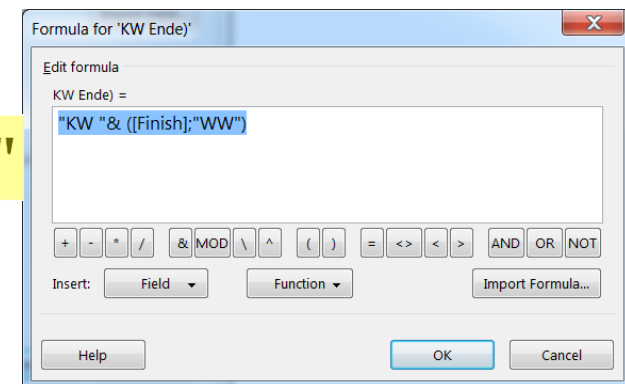 Formula for 'KW Ende)'
X
Edit formula
KW Ende) =
"KW "& ([Finish];"WW")
"
+ - * / & MOD \ ^ ( ) = <> < > AND OR NOT
Insert: Field Function Import Formula...
Help OK Cancel